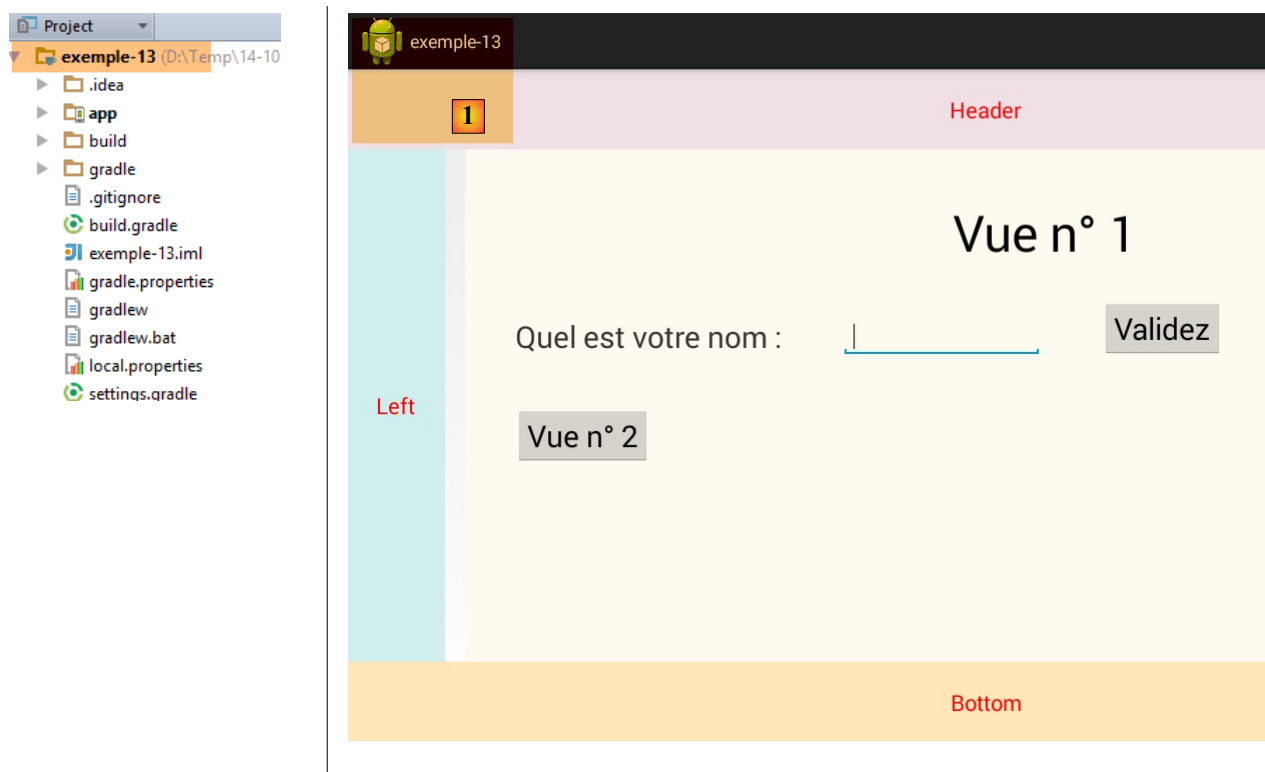 Project
exemple-13 (D:\Temp\14-10
.idea
app
build
gradle
.gitignore
build.gradle
exemple-13.iml
gradle.properties
gradlew
gradlew.bat
local.properties
settings.gradle
exemple-13
1
Header
Vue n° 1
Quel est votre nom :
Validez
Left
Vue n° 2
Bottom